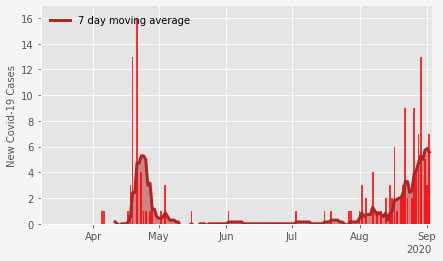 7 day moving average
New Covid-19 Cases
16
14
12
10
8
6
4
2
0
Apr
May
Jun
Jul
Aug
Sep
2020